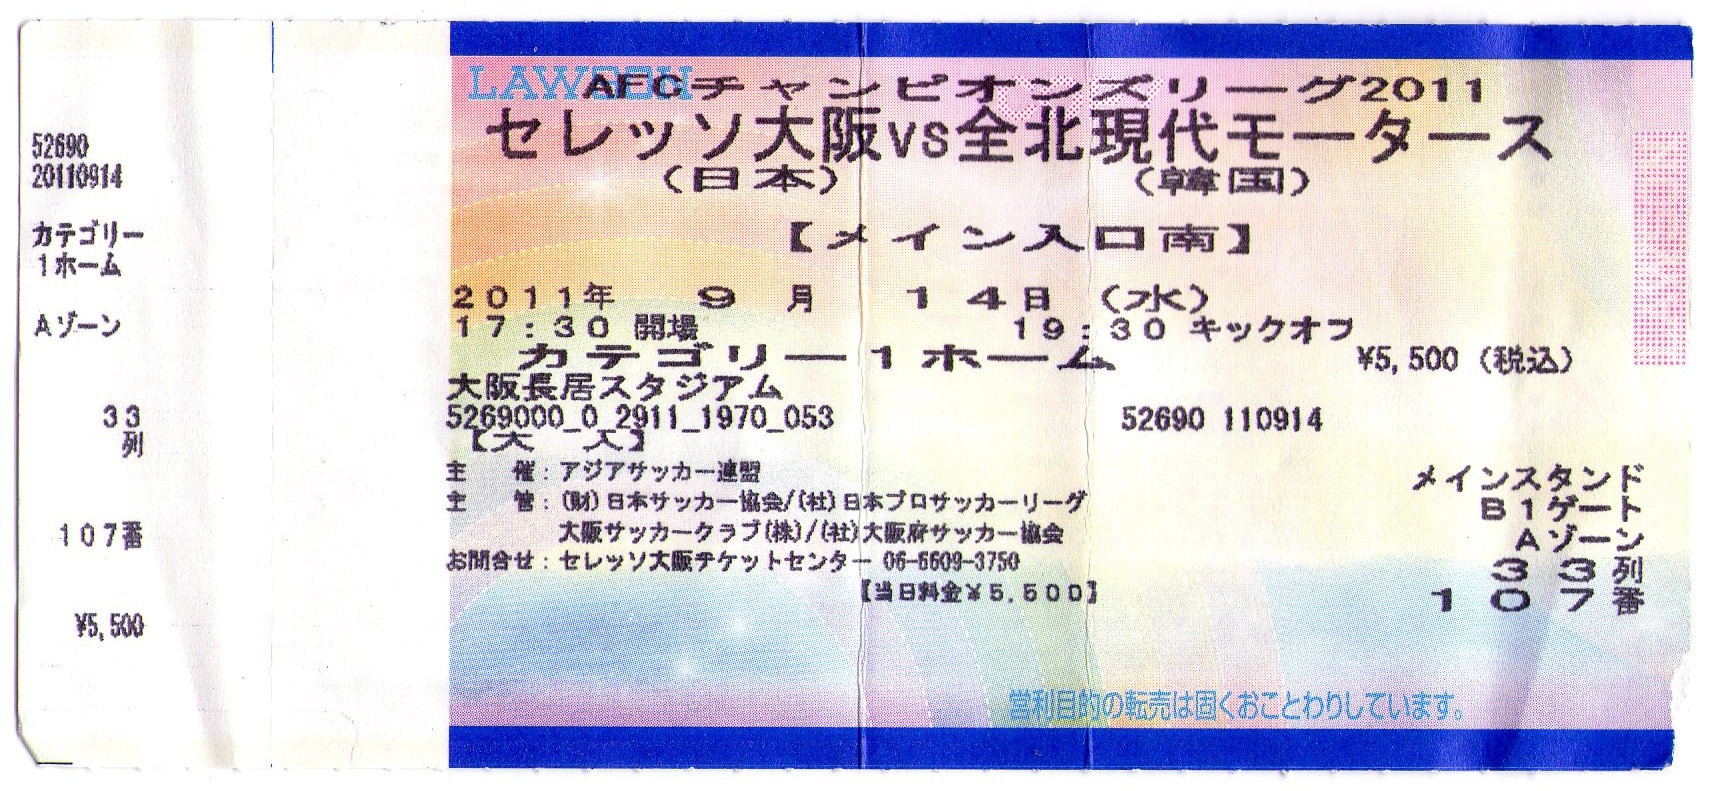 52690
20110914
カテゴリー
1ホーム
Aゾーン
33
列
107番
¥5,500
LAWSON
AFCチャンピオンズリーグ2011
セレッソ大阪vs全北現代モータース
(日本) (韓国)
【メイン入口南】
2011年 9月 14日 (水)
17:30 開場 19:30 キックオフ
カテゴリー1ホーム ¥5,500 (税込)
大阪長居スタジアム
5269000_0_2911_1970_053 52690 110914
【大 人】
主 催:アジアサッカー連盟
主 管:(財)日本サッカー協会/(社)日本プロサッカーリーグ
大阪サッカークラブ(株)/(社)大阪府サッカー協会
お問合せ:セレッソ大阪チケットセンター 06-6609-3750
【当日料金¥5,500】
メインスタンド
B1ゲート
Aゾーン
33列
107番
営利目的の転売は固くおことわりしています。